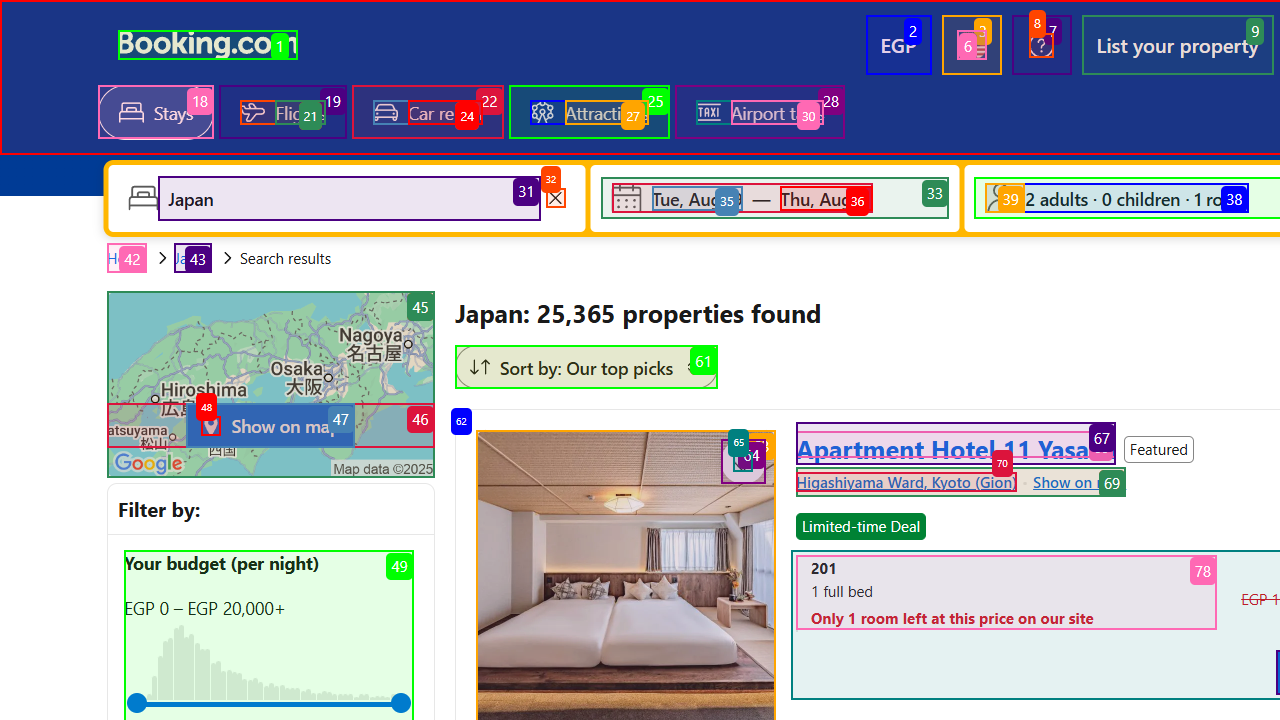 Booking.com
EGP
List your property
Stays
Flig
Car re
Attracti
Airport t
TAXI
Japan
Tue, Aug
—
Thu, Aug
2 adults · 0 children · 1 ro
Search results
Nagoya
名古屋
Osaka
大阪
Hiroshima
Show on map
atsuyama
松山
四国
Google
Map data ©2025
Filter by:
Your budget (per night)
EGP 0 – EGP 20,000+
Japan: 25,365 properties found
Sort by: Our top picks
Apartment Hotel 11 Yasa
Featured
Higashiyama Ward, Kyoto (Gion)
Show on
Limited-time Deal
201
1 full bed
Only 1 room left at this price on our site
EGP 1
1
2
3
6
7
8
9
18
19
21
22
24
25
27
28
30
31
32
33
35
36
38
39
42
43
45
46
47
48
49
61
62
64
65
67
69
70
78